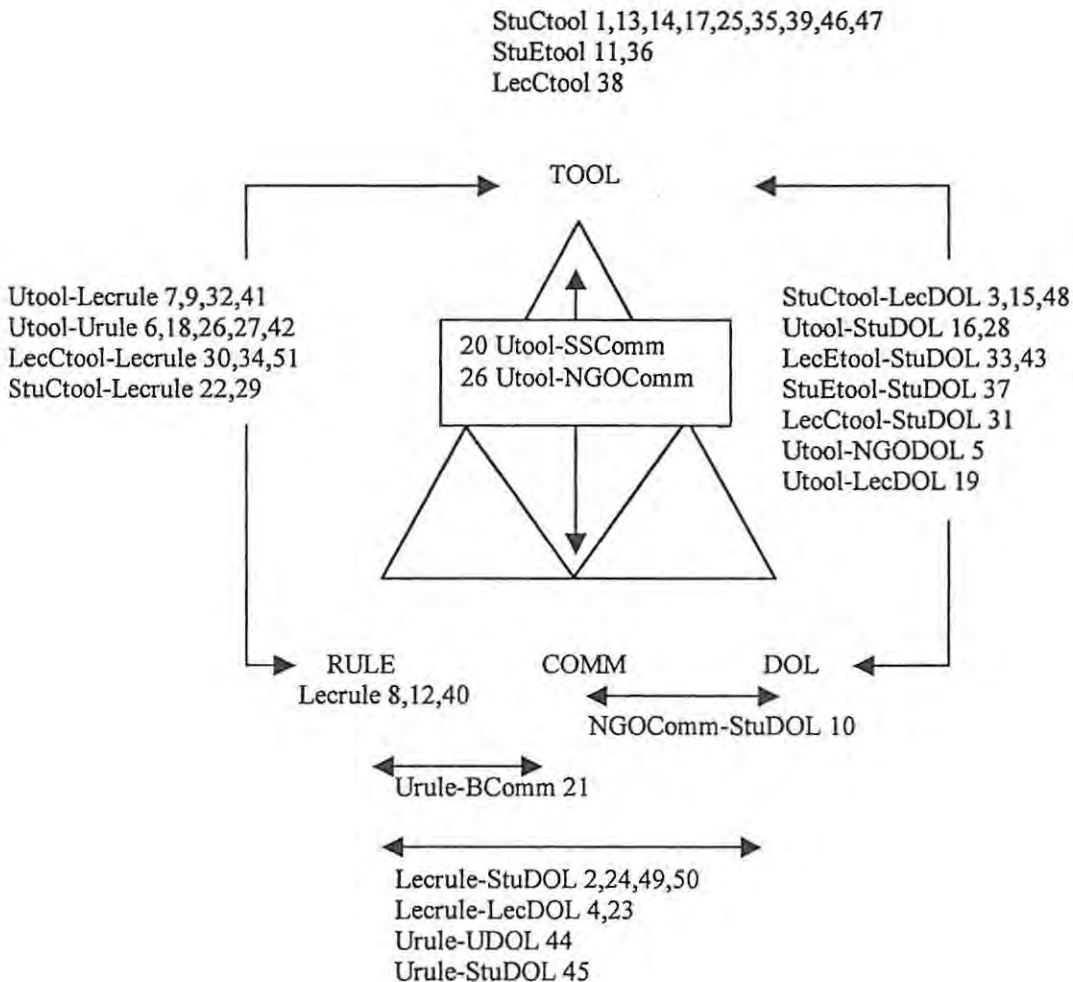 StuCtool 1,13,14,17,25,35,39,46,47
StuEtool 11,36
LecCtool 38
TOOL
Utool-Lecrule 7,9,32,41
Utool-Urule 6,18,26,27,42
LecCtool-Lecrule 30,34,51
StuCtool-Lecrule 22,29
20 Utool-SSComm
26 Utool-NGOComm
StuCtool-LecDOL 3,15,48
Utool-StuDOL 16,28
LecEtool-StuDOL 33,43
StuEtool-StuDOL 37
LecCtool-StuDOL 31
Utool-NGODOL 5
Utool-LecDOL 19
RULE
Lecrule 8,12,40
COMM
DOL
NGOComm-StuDOL 10
Urule-BComm 21
Lecrule-StuDOL 2,24,49,50
Lecrule-LecDOL 4,23
Urule-UDOL 44
Urule-StuDOL 45